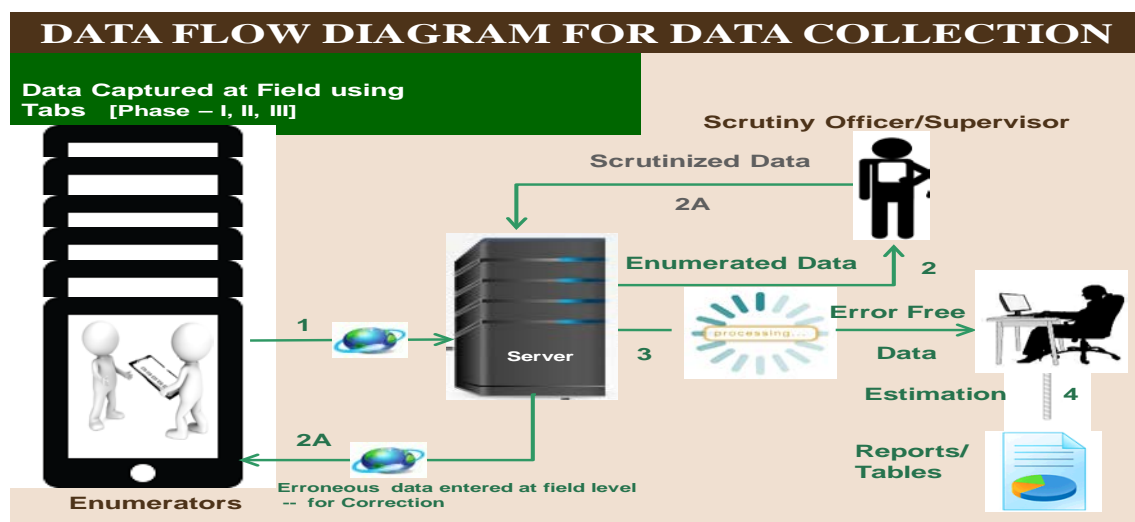 DATA FLOW DIAGRAM FOR DATA COLLECTION
Data Captured at Field using
Tabs [Phase – I, II, III]
Scrutiny Officer/Supervisor
Scrutinized Data
2A
Enumerated Data
2
1
Server
3
processing...
Error Free
Data
Estimation
4
2A
Reports/
Tables
Erroneous data entered at field level
-- for Correction
Enumerators